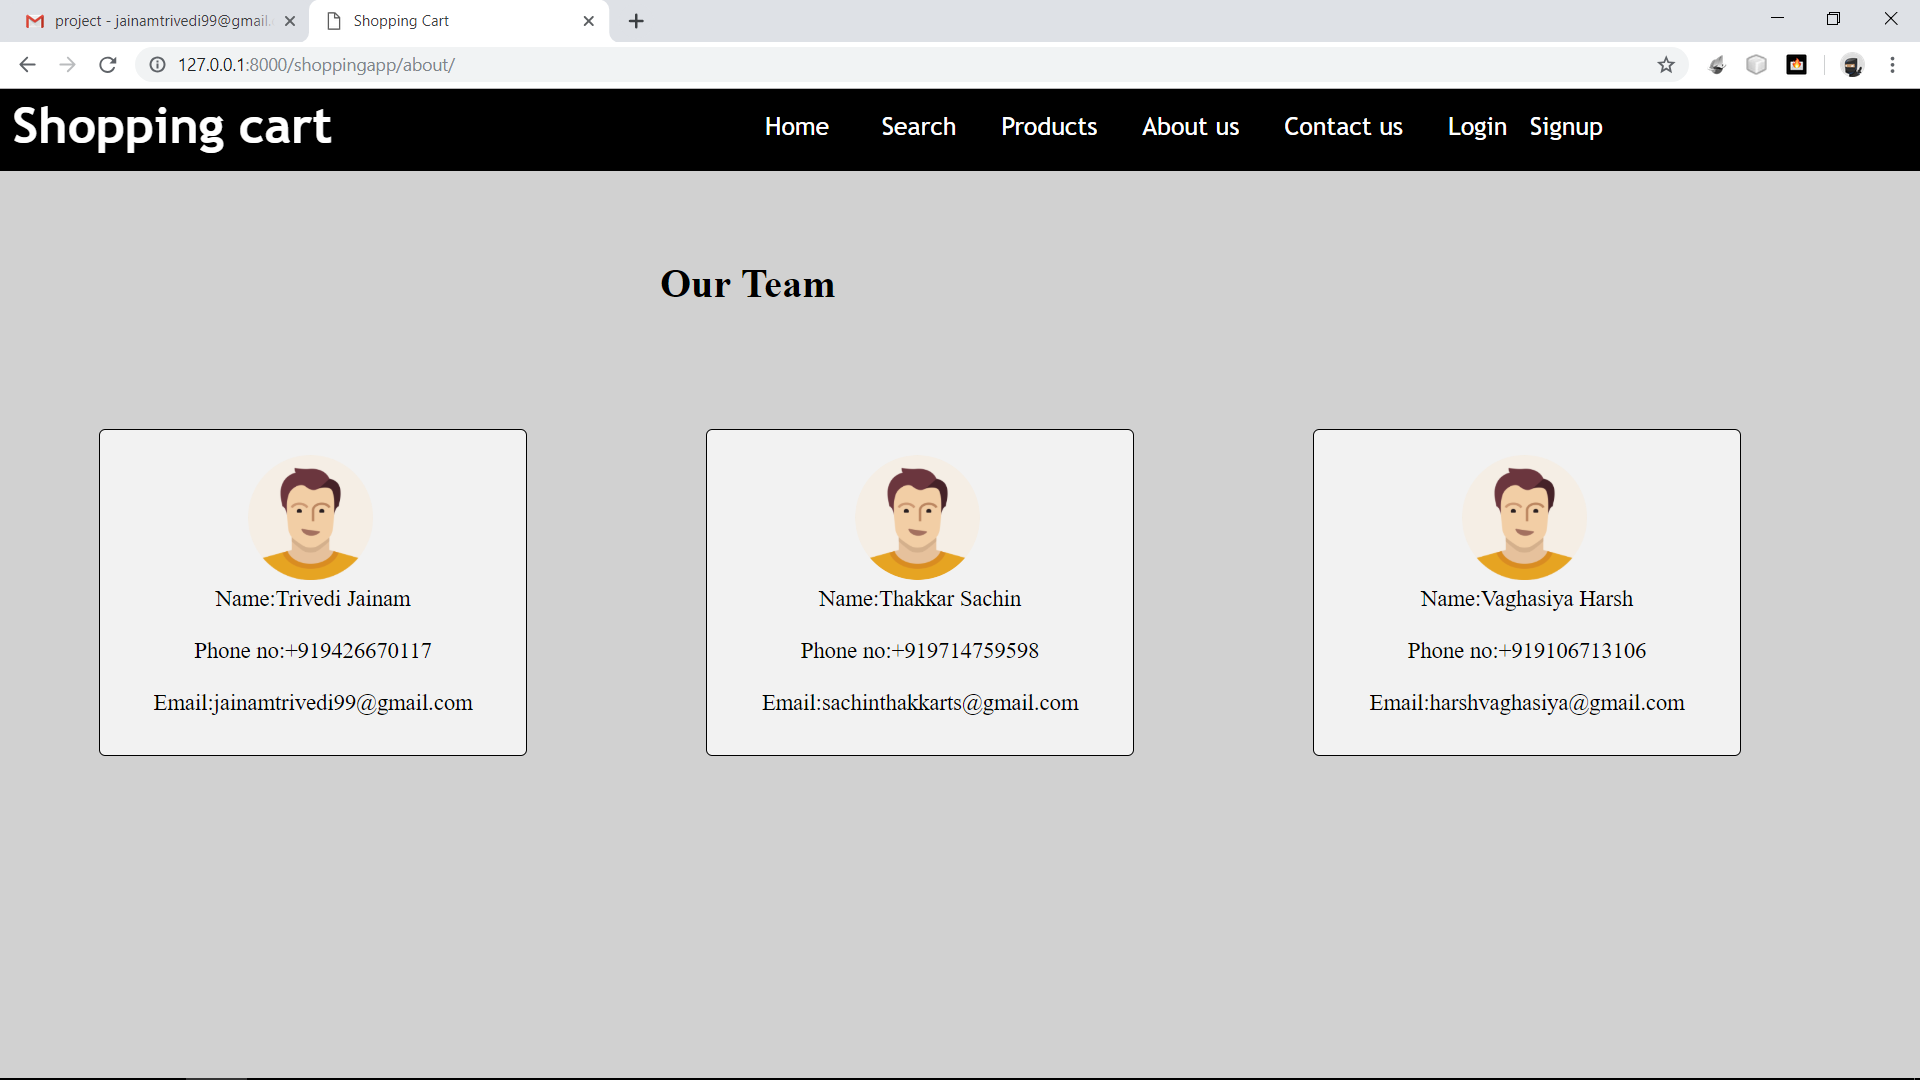 project - jainamtrivedi99@gmail.
Shopping Cart
127.0.0.1:8000/shoppingapp/about/
Shopping cart
Home Search Products About us Contact us Login Signup
Our Team
Name:Trivedi Jainam
Phone no:+919426670117
Email:jainamtrivedi99@gmail.com
Name:Thakkar Sachin
Phone no:+919714759598
Email:sachinthakkarts@gmail.com
Name:Vaghasiya Harsh
Phone no:+919106713106
Email:harshvaghasiya@gmail.com